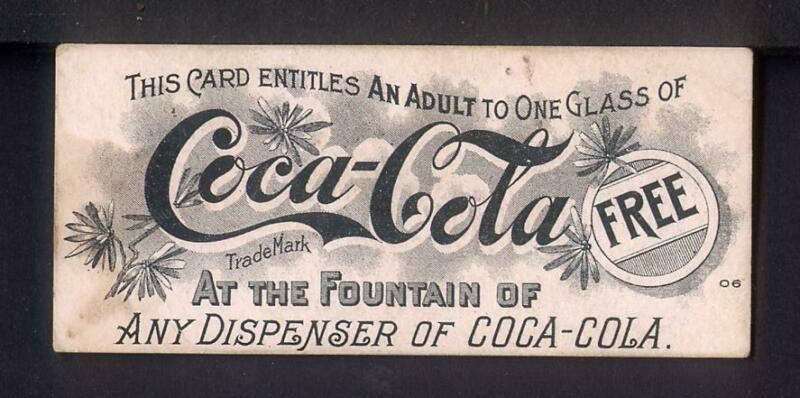 THIS CARD ENTITLES AN ADULT TO ONE GLASS OF
Coca-Cola
FREE
Trade Mark
06
AT THE FOUNTAIN OF
ANY DISPENSER OF COCA-COLA.